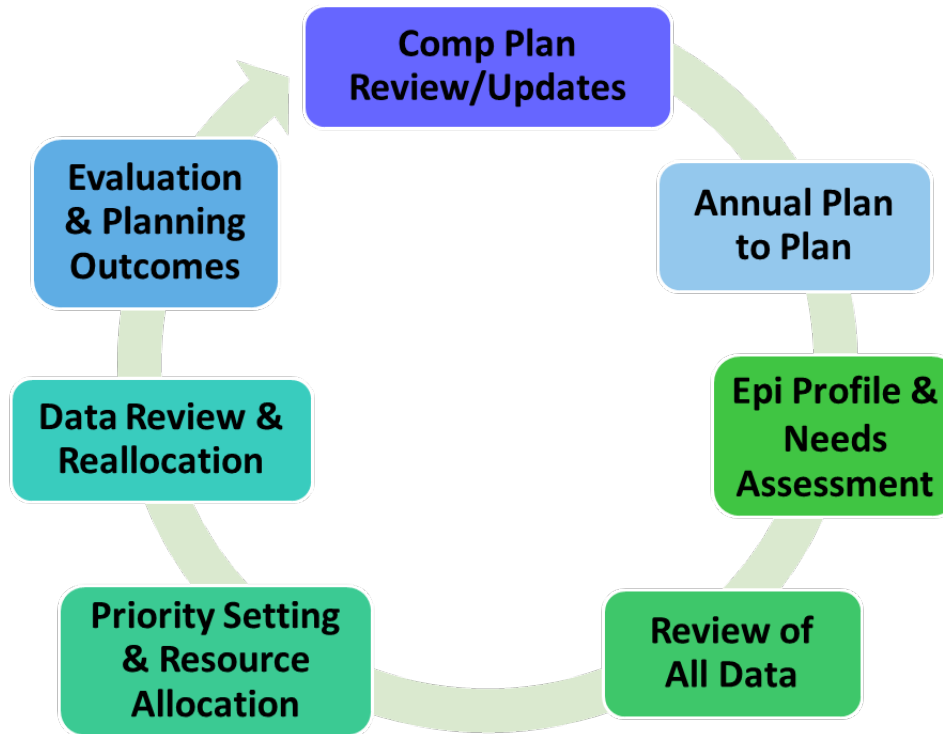 Comp Plan
Review/Updates
Annual Plan
to Plan
Epi Profile &
Needs
Assessment
Review of
All Data
Priority Setting
& Resource
Allocation
Data Review &
Reallocation
Evaluation
& Planning
Outcomes